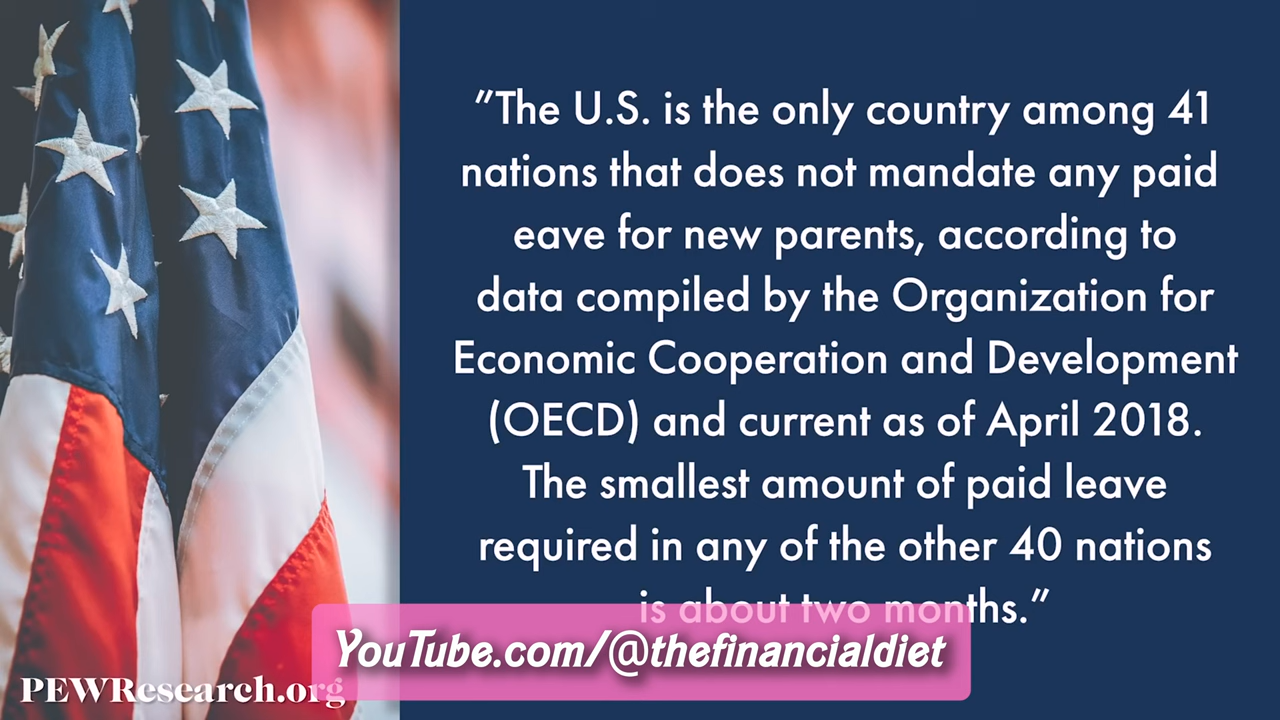 "The U.S. is the only country among 41
nations that does not mandate any paid
eave for new parents, according to
data compiled by the Organization for
Economic Cooperation and Development
(OECD) and current as of April 2018.
The smallest amount of paid leave
required in any of the other 40 nations
is about two months."
YouTube.com/@thefinancialdiet
PEWResearch.org